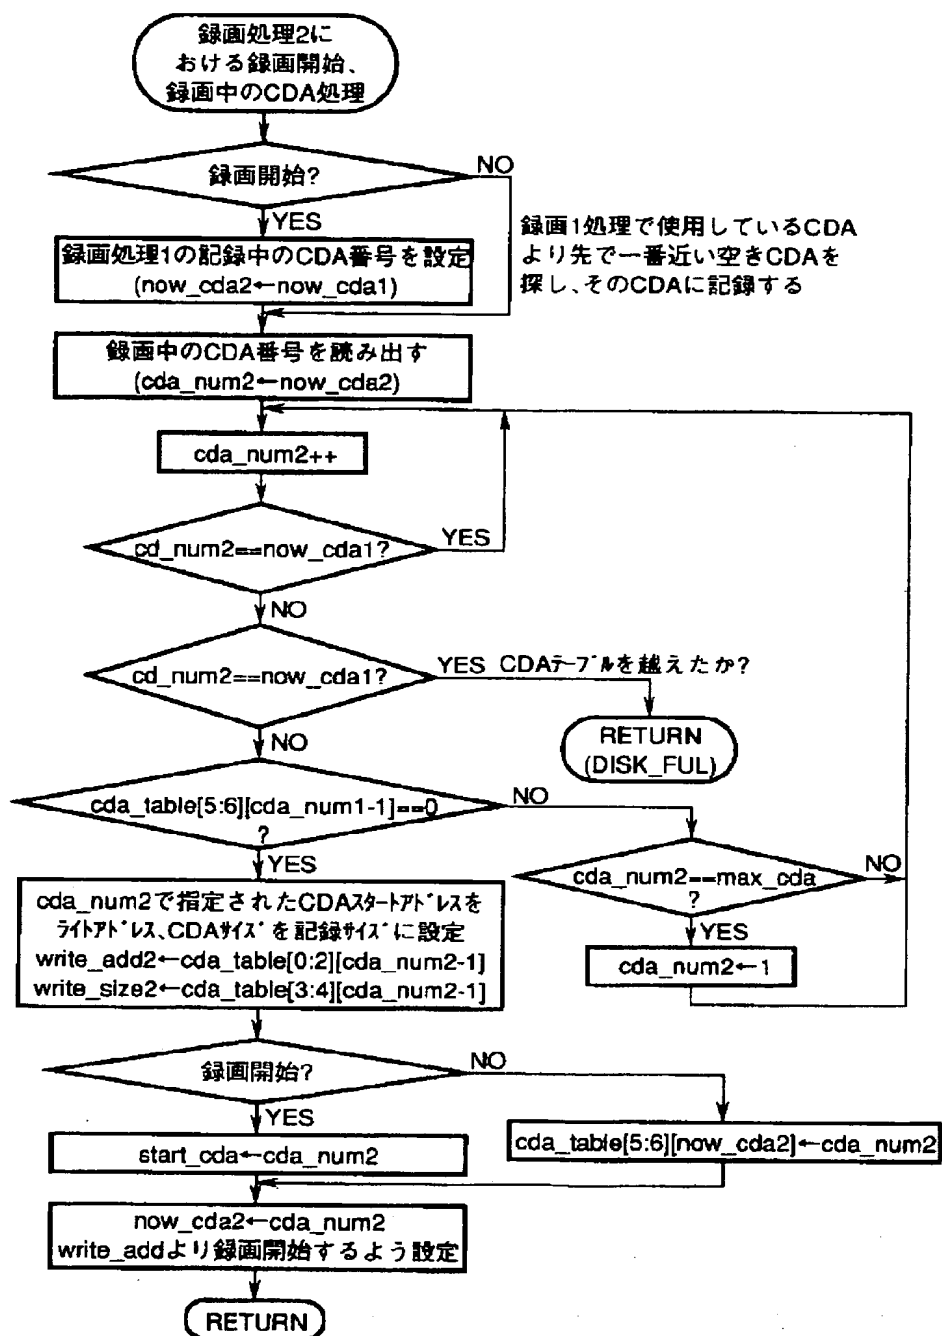 録画処理2に
おける録画開始、
録画中のCDA処理
録画開始?
NO
YES
録画1処理で使用しているCDA
より先で一番近い空きCDAを
探し、そのCDAに記録する
録画処理1の記録中のCDA番号を設定
(now_cda2←now_cda1)
録画中のCDA番号を読み出す
(cda_num2←now_cda2)
cda_num2++
cd_num2==now_cda1?
YES
NO
cd_num2==now_cda1?
YES CDAテーブルを越えたか?
RETURN
(DISK_FUL)
NO
cda_table[5:6][cda_num1-1]==0
?
NO
YES
cda_num2==max_cda
?
NO
YES
cda_num2←1
cda_num2で指定されたCDAスタートアドレスを
ライトアドレス、CDAサイズを記録サイズに設定
write_add2←cda_table[0:2][cda_num2-1]
write_size2←cda_table[3:4][cda_num2-1]
録画開始?
NO
YES
start_cda←cda_num2
cda_table[5:6][now_cda2]←cda_num2
now_cda2←cda_num2
write_addより録画開始するよう設定
RETURN